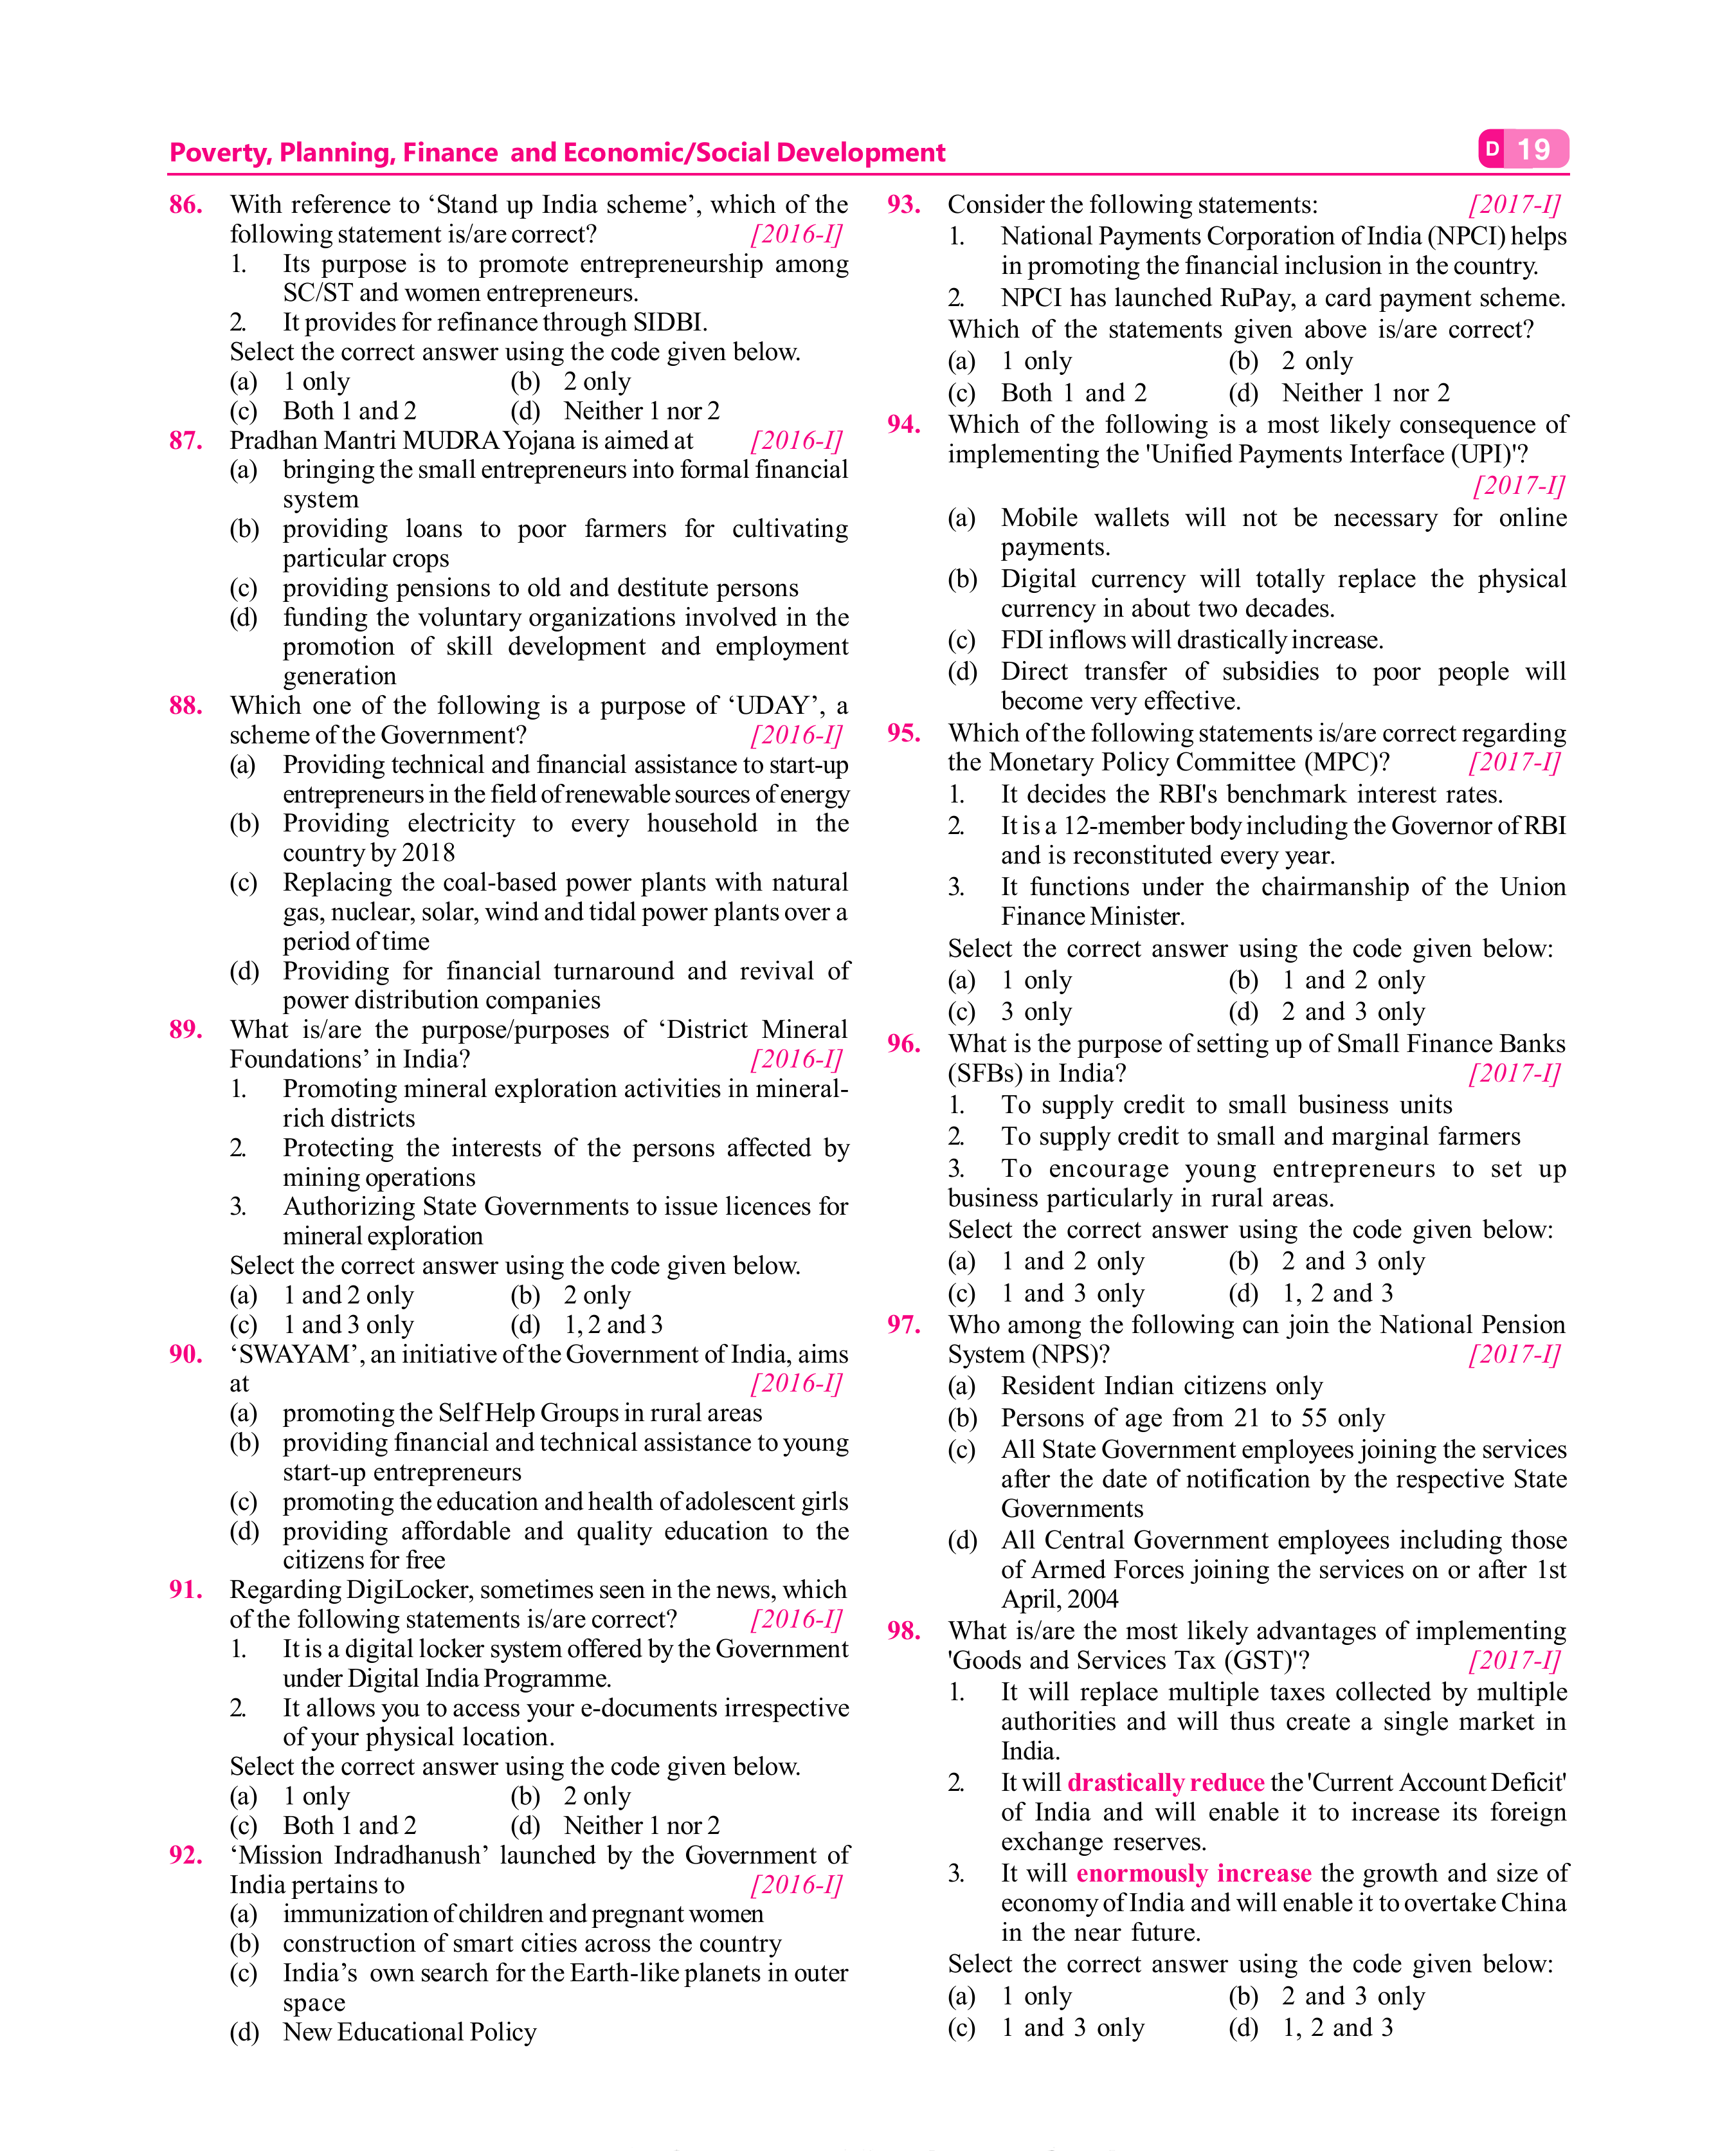 Poverty, Planning, Finance and Economic/Social Development
D 19
86. With reference to ‘Stand up India scheme’, which of the
following statement is/are correct? [2016-I]
1. Its purpose is to promote entrepreneurship among
SC/ST and women entrepreneurs.
2. It provides for refinance through SIDBI.
Select the correct answer using the code given below.
(a) 1 only (b) 2 only
(c) Both 1 and 2 (d) Neither 1 nor 2
87. Pradhan Mantri MUDRA Yojana is aimed at [2016-I]
(a) bringing the small entrepreneurs into formal financial
system
(b) providing loans to poor farmers for cultivating
particular crops
(c) providing pensions to old and destitute persons
(d) funding the voluntary organizations involved in the
promotion of skill development and employment
generation
88. Which one of the following is a purpose of ‘UDAY’, a
scheme of the Government? [2016-I]
(a) Providing technical and financial assistance to start-up
entrepreneurs in the field of renewable sources of energy
(b) Providing electricity to every household in the
country by 2018
(c) Replacing the coal-based power plants with natural
gas, nuclear, solar, wind and tidal power plants over a
period of time
(d) Providing for financial turnaround and revival of
power distribution companies
89. What is/are the purpose/purposes of ‘District Mineral
Foundations’ in India? [2016-I]
1. Promoting mineral exploration activities in mineral-
rich districts
2. Protecting the interests of the persons affected by
mining operations
3. Authorizing State Governments to issue licences for
mineral exploration
Select the correct answer using the code given below.
(a) 1 and 2 only (b) 2 only
(c) 1 and 3 only (d) 1, 2 and 3
90. ‘SWAYAM’, an initiative of the Government of India, aims
at [2016-I]
(a) promoting the Self Help Groups in rural areas
(b) providing financial and technical assistance to young
start-up entrepreneurs
(c) promoting the education and health of adolescent girls
(d) providing affordable and quality education to the
citizens for free
91. Regarding DigiLocker, sometimes seen in the news, which
of the following statements is/are correct? [2016-I]
1. It is a digital locker system offered by the Government
under Digital India Programme.
2. It allows you to access your e-documents irrespective
of your physical location.
Select the correct answer using the code given below.
(a) 1 only (b) 2 only
(c) Both 1 and 2 (d) Neither 1 nor 2
92. ‘Mission Indradhanush’ launched by the Government of
India pertains to [2016-I]
(a) immunization of children and pregnant women
(b) construction of smart cities across the country
(c) India’s own search for the Earth-like planets in outer
space
(d) New Educational Policy
93. Consider the following statements: [2017-I]
1. National Payments Corporation of India (NPCI) helps
in promoting the financial inclusion in the country.
2. NPCI has launched RuPay, a card payment scheme.
Which of the statements given above is/are correct?
(a) 1 only (b) 2 only
(c) Both 1 and 2 (d) Neither 1 nor 2
94. Which of the following is a most likely consequence of
implementing the 'Unified Payments Interface (UPI)'?
[2017-I]
(a) Mobile wallets will not be necessary for online
payments.
(b) Digital currency will totally replace the physical
currency in about two decades.
(c) FDI inflows will drastically increase.
(d) Direct transfer of subsidies to poor people will
become very effective.
95. Which of the following statements is/are correct regarding
the Monetary Policy Committee (MPC)? [2017-I]
1. It decides the RBI's benchmark interest rates.
2. It is a 12-member body including the Governor of RBI
and is reconstituted every year.
3. It functions under the chairmanship of the Union
Finance Minister.
Select the correct answer using the code given below:
(a) 1 only (b) 1 and 2 only
(c) 3 only (d) 2 and 3 only
96. What is the purpose of setting up of Small Finance Banks
(SFBs) in India? [2017-I]
1. To supply credit to small business units
2. To supply credit to small and marginal farmers
3. To encourage young entrepreneurs to set up
business particularly in rural areas.
Select the correct answer using the code given below:
(a) 1 and 2 only (b) 2 and 3 only
(c) 1 and 3 only (d) 1, 2 and 3
97. Who among the following can join the National Pension
System (NPS)? [2017-I]
(a) Resident Indian citizens only
(b) Persons of age from 21 to 55 only
(c) All State Government employees joining the services
after the date of notification by the respective State
Governments
(d) All Central Government employees including those
of Armed Forces joining the services on or after 1st
April, 2004
98. What is/are the most likely advantages of implementing
'Goods and Services Tax (GST)'? [2017-I]
1. It will replace multiple taxes collected by multiple
authorities and will thus create a single market in
India.
2. It will drastically reduce the 'Current Account Deficit'
of India and will enable it to increase its foreign
exchange reserves.
3. It will enormously increase the growth and size of
economy of India and will enable it to overtake China
in the near future.
Select the correct answer using the code given below:
(a) 1 only (b) 2 and 3 only
(c) 1 and 3 only (d) 1, 2 and 3